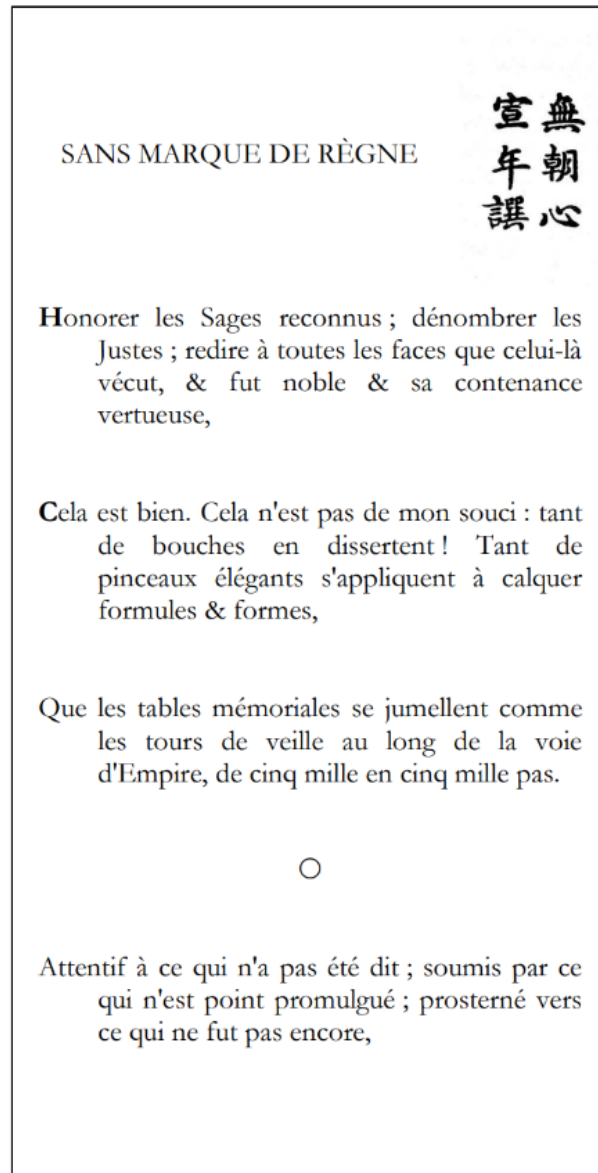 SANS MARQUE DE RÈGNE
無朝心
宣年譔
Honorer les Sages reconnus ; dénombrer les
Justes ; redire à toutes les faces que celui-là
vécut, & fut noble & sa contenance
vertueuse,
Cela est bien. Cela n'est pas de mon souci : tant
de bouches en dissertent ! Tant de
pinceaux élégants s'appliquent à calquer
formules & formes,
Que les tables mémoriales se jumellent comme
les tours de veille au long de la voie
d'Empire, de cinq mille en cinq mille pas.
Attentif à ce qui n'a pas été dit ; soumis par ce
qui n'est point promulgué ; prosterné vers
ce qui ne fut pas encore,